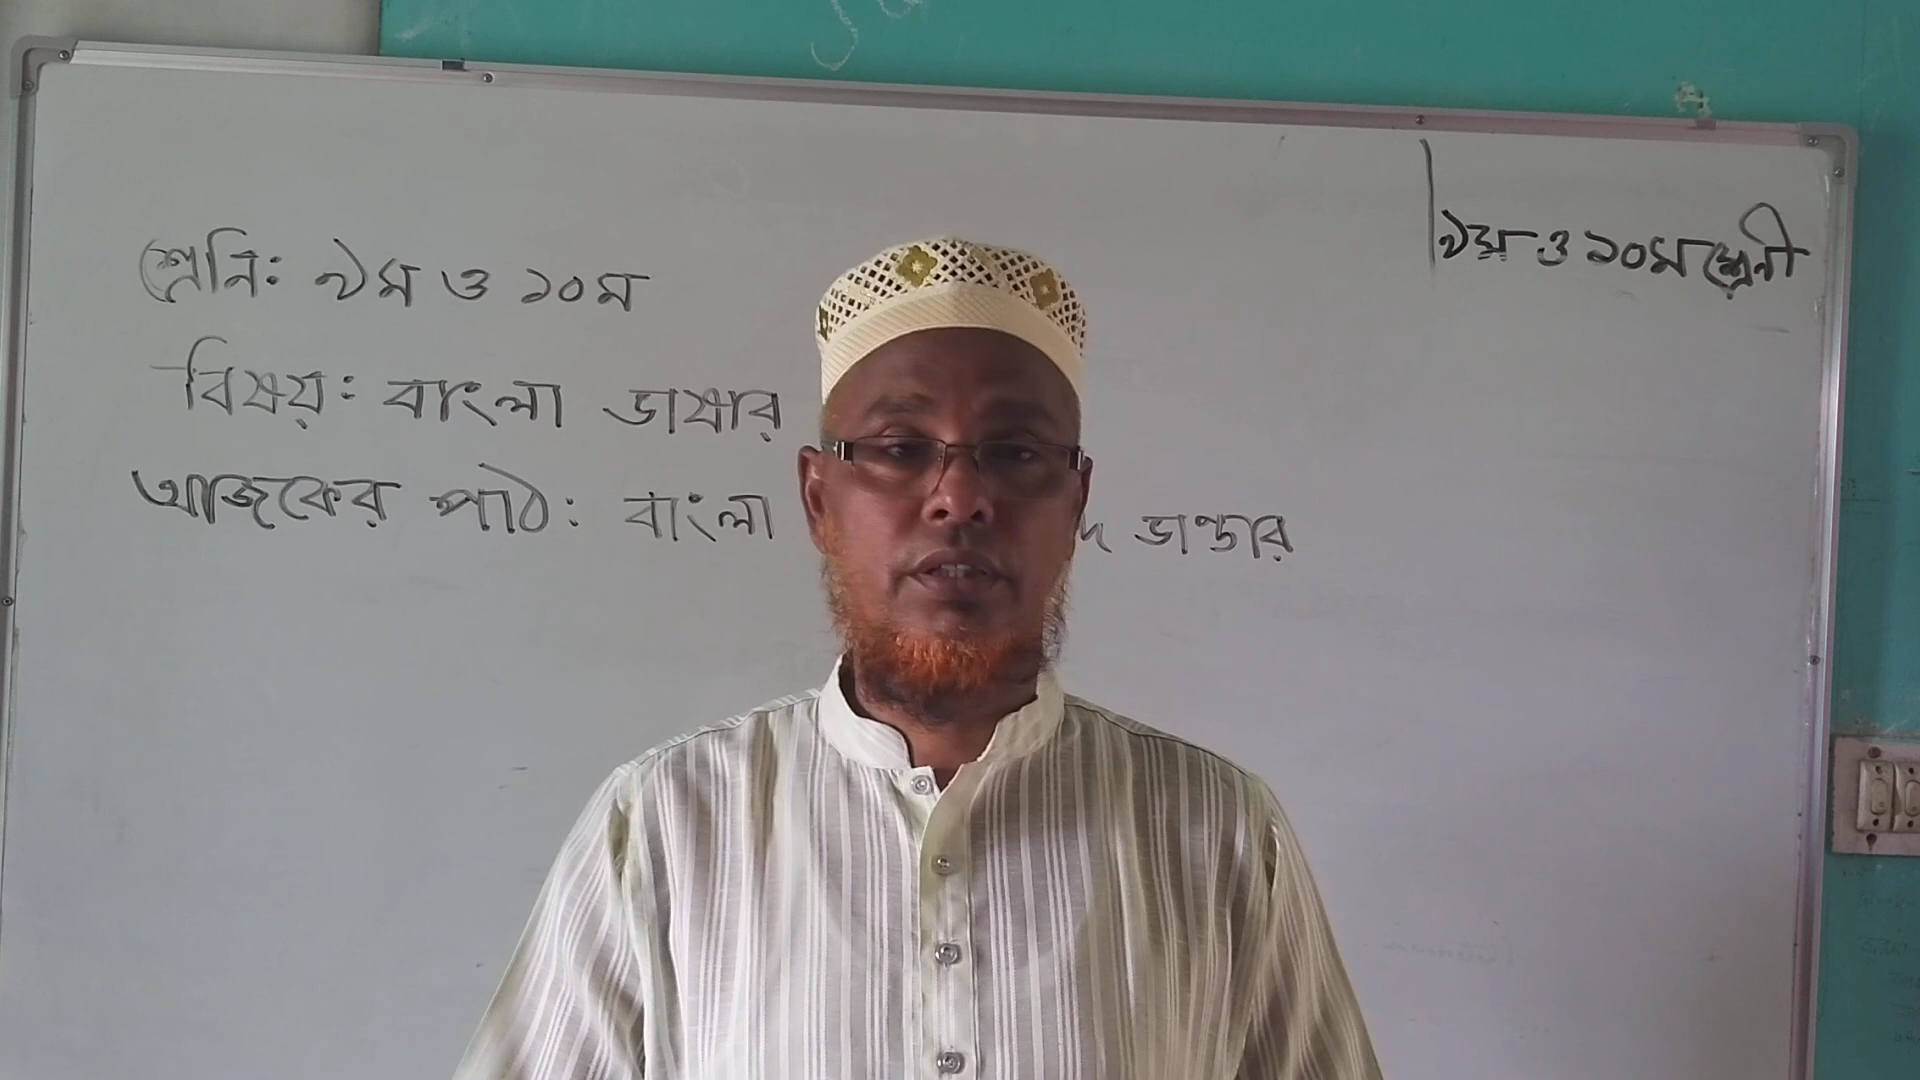 শ্রেনি: ৯ম ও ১০ম
৯ম ও ১০ম শ্রেনী
বিষয়: বাংলা ভাষার
আজকের পাঠ: বাংলা ভাণ্ডার